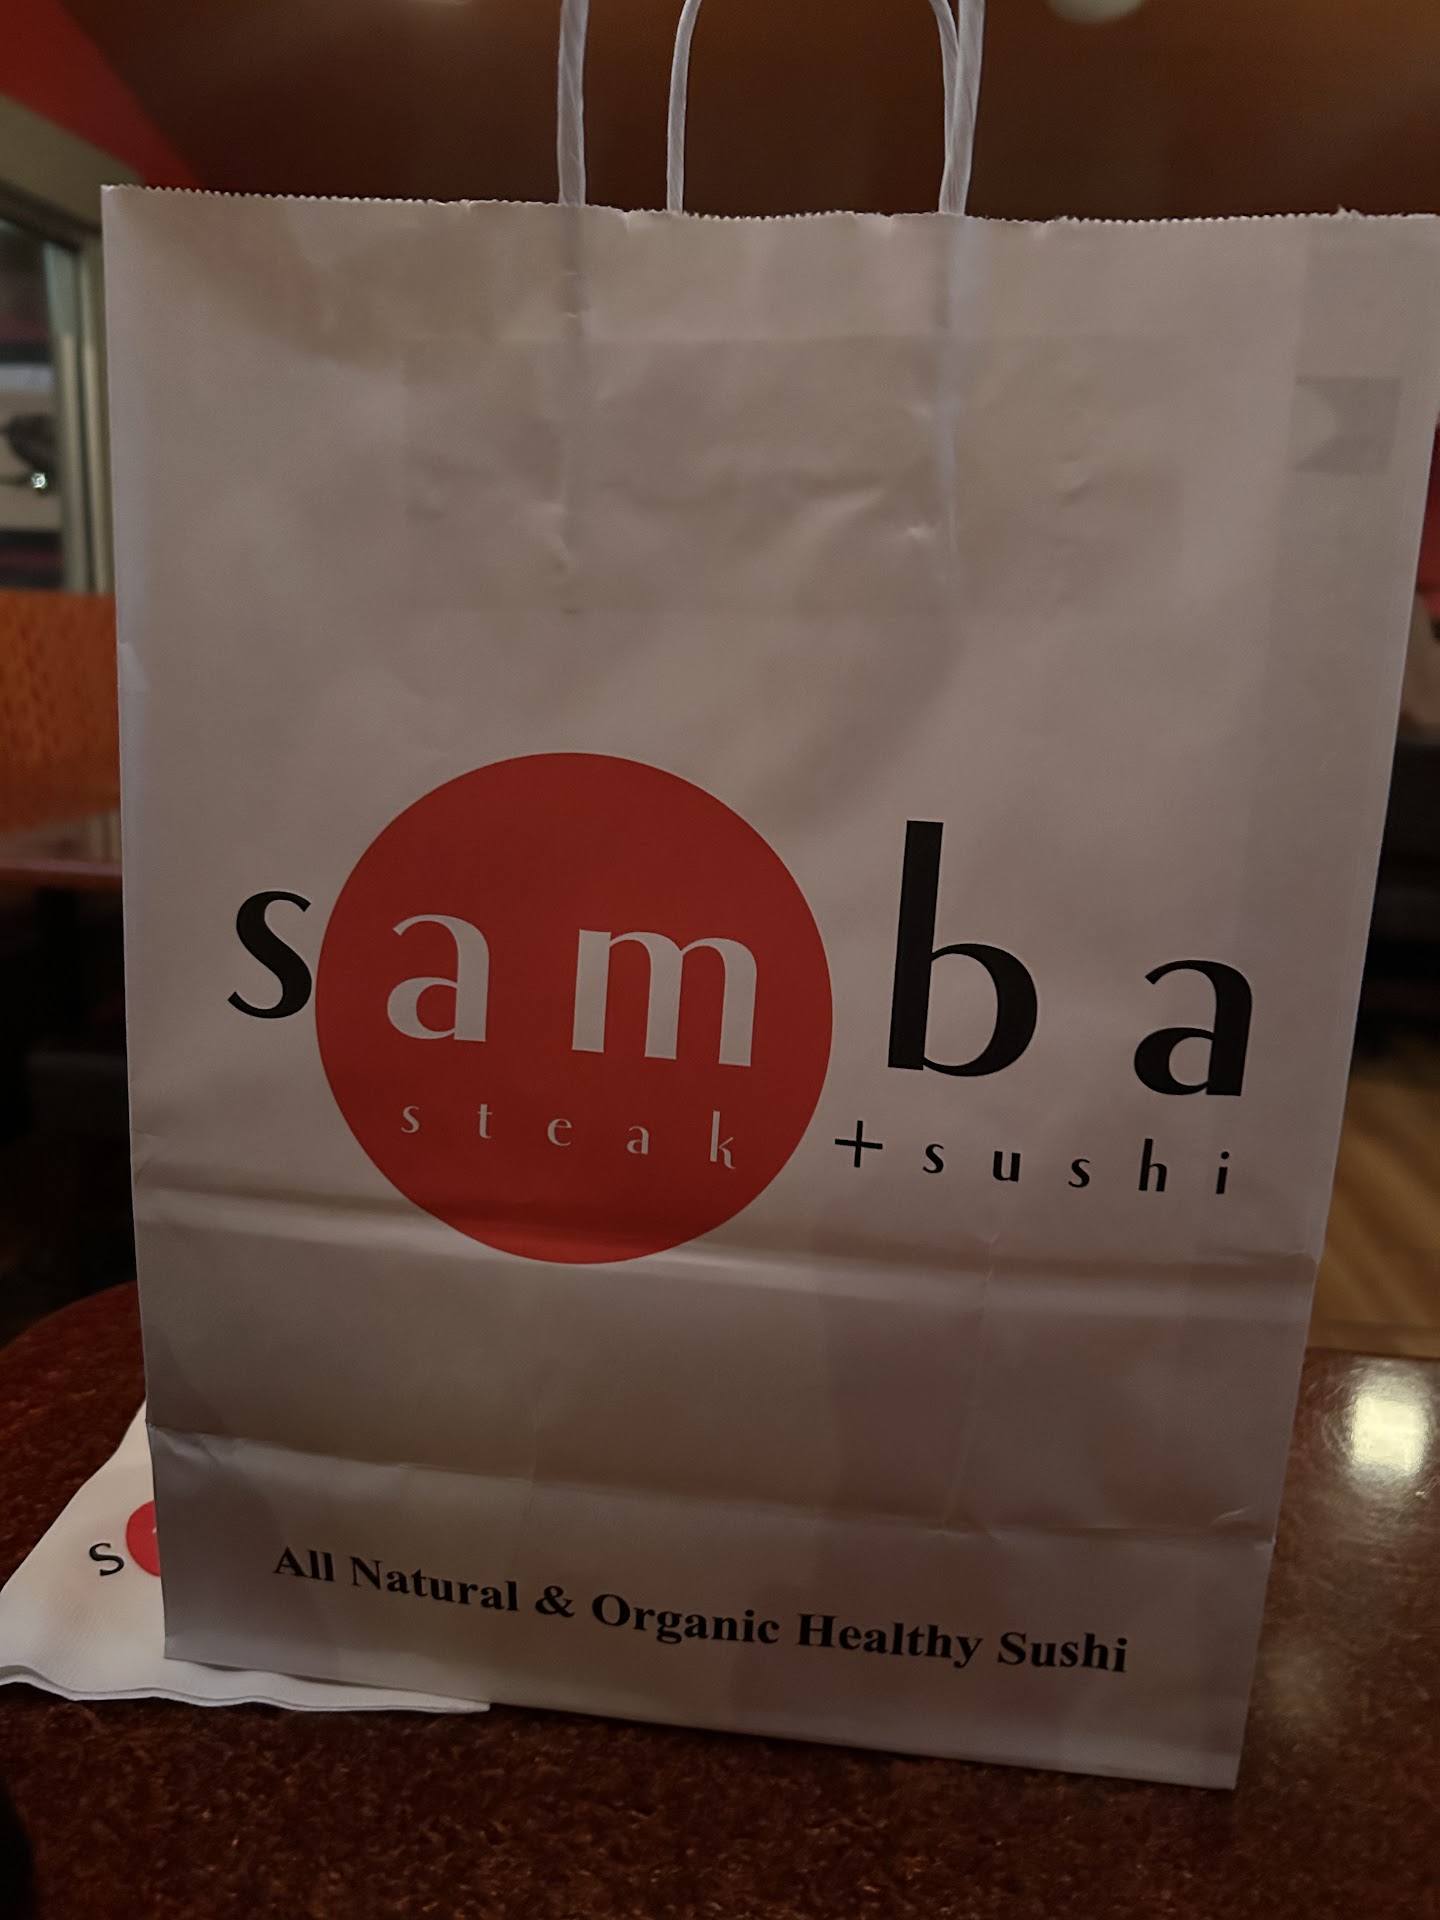 samba
steak + sushi
All Natural & Organic Healthy Sushi
s